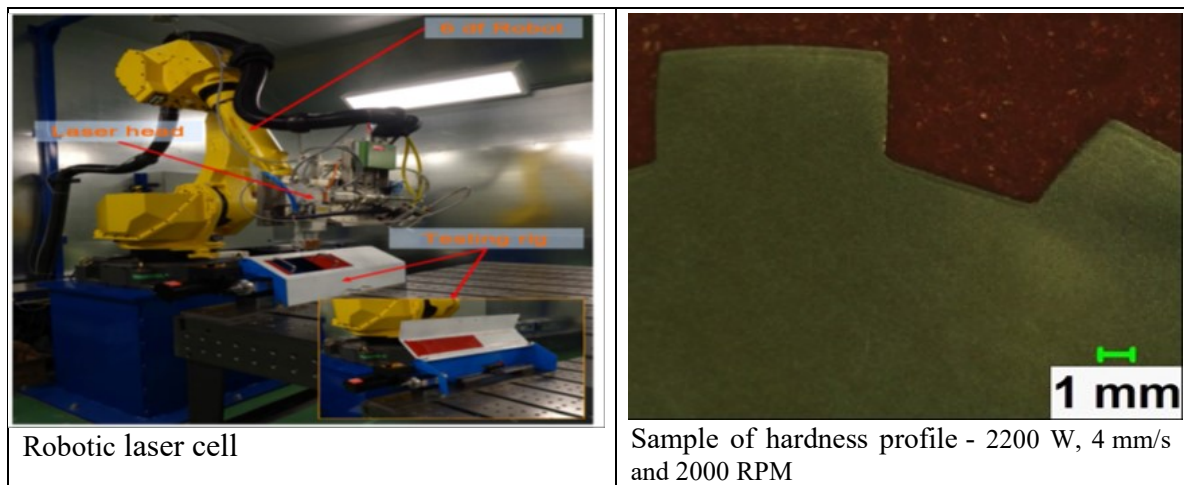 6 df Robot
Laser head
Testing rig
Robotic laser cell
1 mm
Sample of hardness profile - 2200 W, 4 mm/s
and 2000 RPM